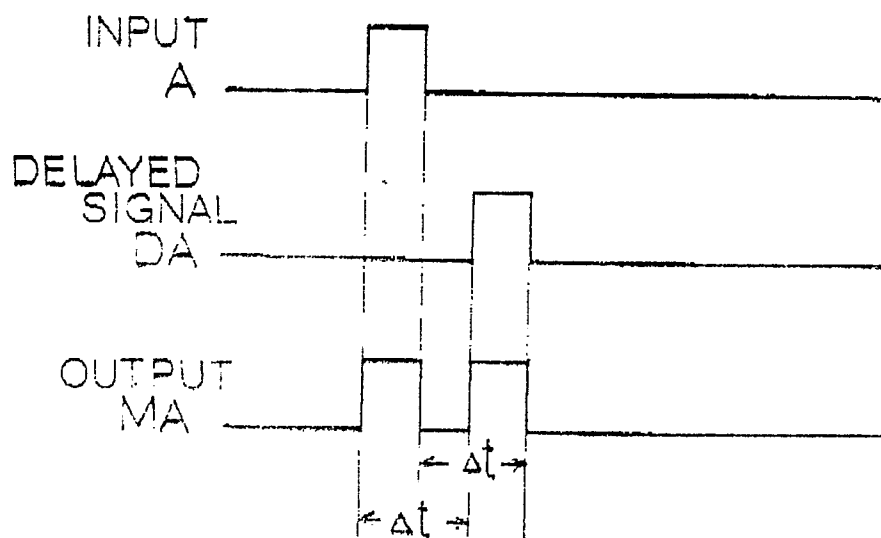 INPUT
A
DELAYED
SIGNAL
DA
OUTPUT
MA
Δt
Δt